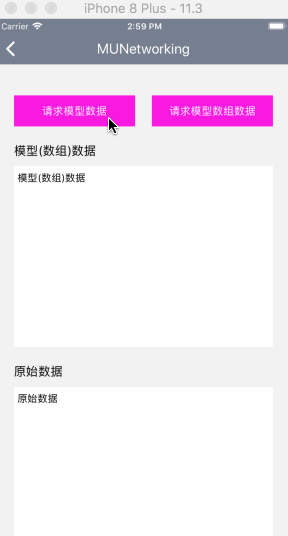 iPhone 8 Plus - 11.3
Carrier 2:59 PM
MUNetworking
请求模型数据 请求模型数组数据
模型(数组)数据
模型(数组)数据
原始数据
原始数据